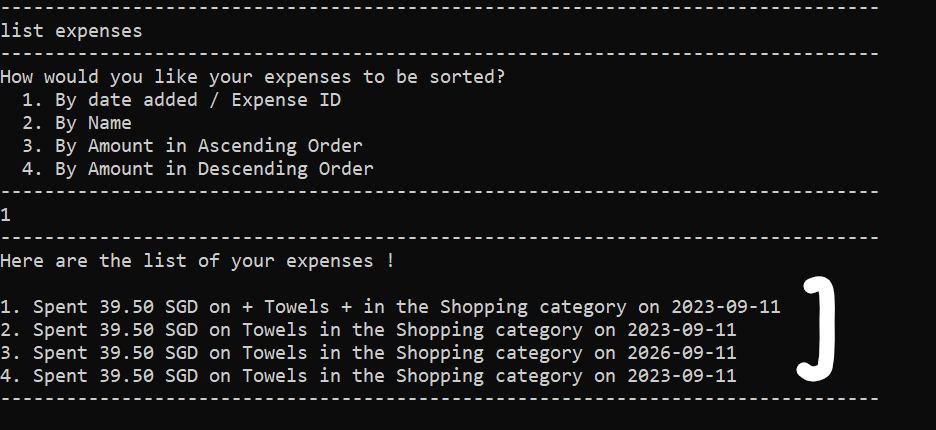 --------------------------------------------------------------------------------
list expenses
--------------------------------------------------------------------------------
How would you like your expenses to be sorted?
  1. By date added / Expense ID
  2. By Name
  3. By Amount in Ascending Order
  4. By Amount in Descending Order
--------------------------------------------------------------------------------
1
--------------------------------------------------------------------------------
Here are the list of your expenses !

1. Spent 39.50 SGD on + Towels + in the Shopping category on 2023-09-11
2. Spent 39.50 SGD on Towels in the Shopping category on 2023-09-11
3. Spent 39.50 SGD on Towels in the Shopping category on 2026-09-11
4. Spent 39.50 SGD on Towels in the Shopping category on 2023-09-11
--------------------------------------------------------------------------------